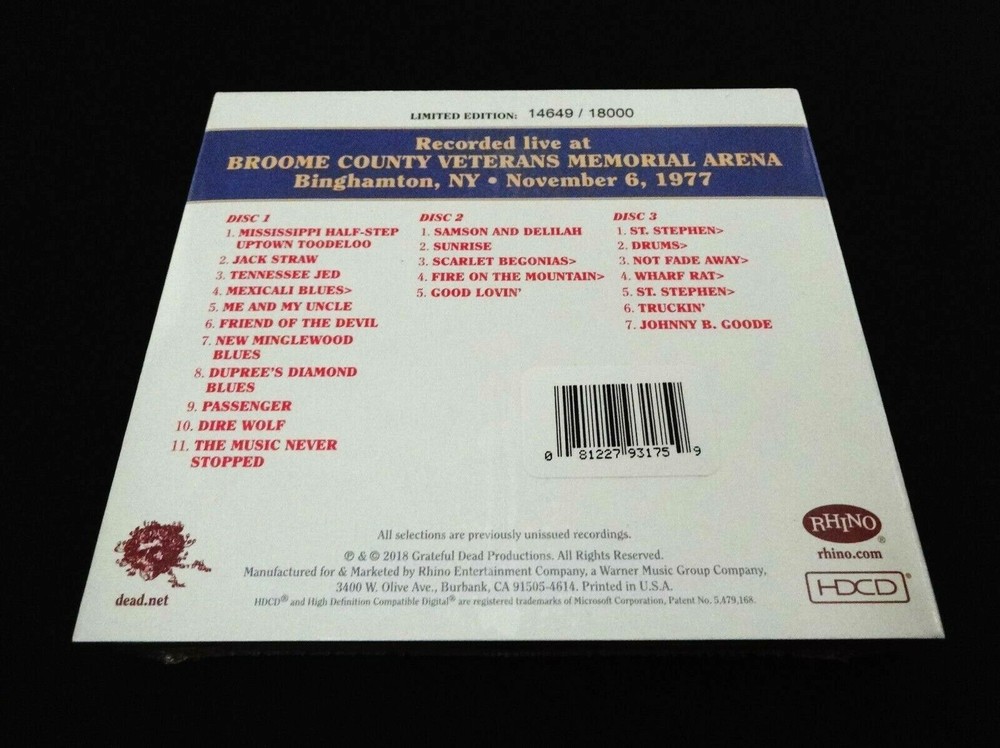 LIMITED EDITION: 14649 / 18000
Recorded live at
BROOME COUNTY VETERANS MEMORIAL ARENA
Binghamton, NY • November 6, 1977
DISC 1
1. MISSISSIPPI HALF-STEP
UPTOWN TOODELOO
2. JACK STRAW
3. TENNESSEE JED
4. MEXICALI BLUES>
5. ME AND MY UNCLE
6. FRIEND OF THE DEVIL
7. NEW MINGLEWOOD
BLUES
8. DUPREE'S DIAMOND
BLUES
9. PASSENGER
10. DIRE WOLF
11. THE MUSIC NEVER
STOPPED
DISC 2
1. SAMSON AND DELILAH
2. SUNRISE
3. SCARLET BEGONIAS>
4. FIRE ON THE MOUNTAIN>
5. GOOD LOVIN'
DISC 3
1. ST. STEPHEN>
2. DRUMS>
3. NOT FADE AWAY>
4. WHARF RAT>
5. ST. STEPHEN>
6. TRUCKIN'
7. JOHNNY B. GOODE
0 81227 93175 9
All selections are previously unissued recordings.
℗ & © 2018 Grateful Dead Productions. All Rights Reserved.
Manufactured for & Marketed by Rhino Entertainment Company, a Warner Music Group Company,
3400 W. Olive Ave., Burbank, CA 91505-4614. Printed in U.S.A.
HDCD® and High Definition Compatible Digital® are registered trademarks of Microsoft Corporation, Patent No. 5,479,168.
dead.net
RHINO®
rhino.com
HDCD®